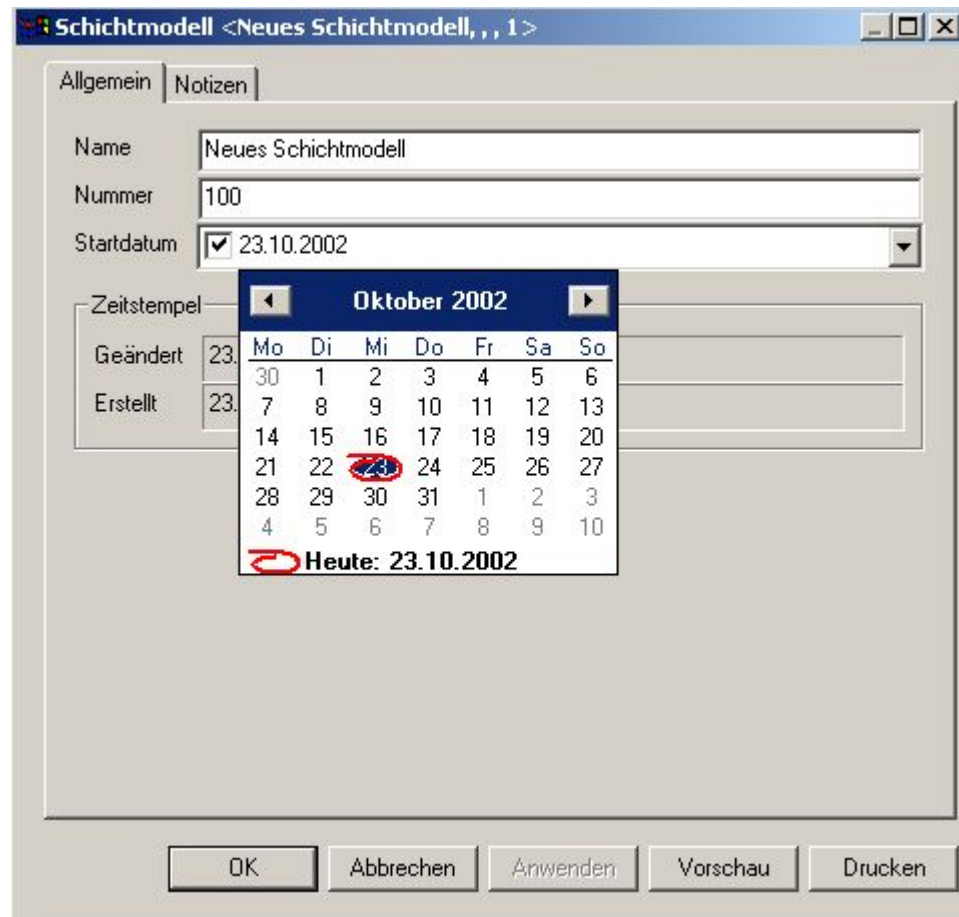 Schichtmodell <Neues Schichtmodell, , , 1>
Allgemein Notizen
Name Neues Schichtmodell
Nummer 100
Startdatum 23.10.2002
Oktober 2002
Zeitstempel
Mo Di Mi Do Fr Sa So
30 1 2 3 4 5 6
Geändert 23.
7 8 9 10 11 12 13
Erstellt 23.
14 15 16 17 18 19 20
21 22 23 24 25 26 27
28 29 30 31 1 2 3
4 5 6 7 8 9 10
Heute: 23.10.2002
OK Abbrechen Anwenden Vorschau Drucken